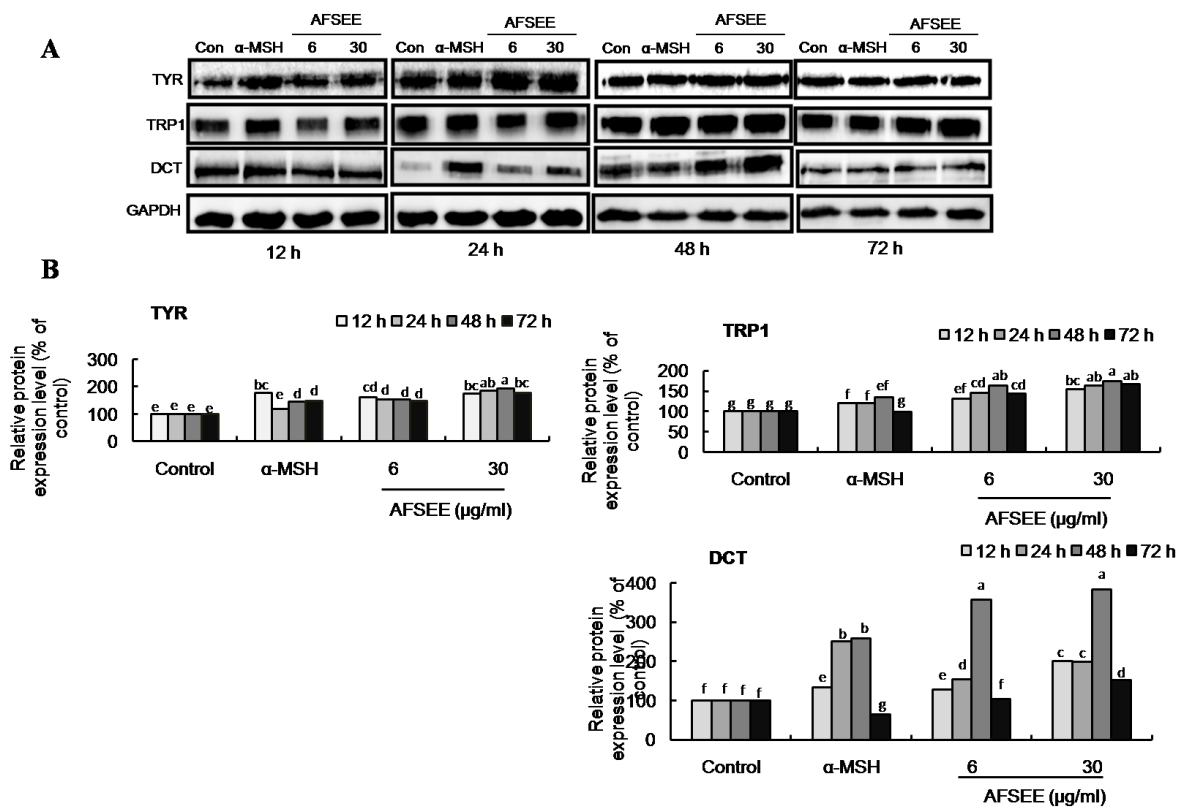 A
AFSEE AFSEE AFSEE AFSEE
Con α-MSH 6 30 Con α-MSH 6 30 Con α-MSH 6 30 Con α-MSH 6 30
TYR
TRP1
DCT
GAPDH
12 h 24 h 48 h 72 h
B
TYR
12 h 24 h 48 h 72 h
Relative protein
expression level (% of
control)
300
200
100
0
e e e e bc e d d cd d d d bc ab a bc
Control α-MSH 6 30
AFSEE (μg/ml)
TRP1
12 h 24 h 48 h 72 h
Relative protein
expression level (% of
control)
200
150
100
50
0
g g g g f f ef g ef cd ab cd bc ab a ab
Control α-MSH 6 30
AFSEE (μg/ml)
DCT
12 h 24 h 48 h 72 h
Relative protein
expression level (% of
control)
400
300
200
100
0
f f f f e b b g e d a f c c a d
Control α-MSH 6 30
AFSEE (μg/ml)